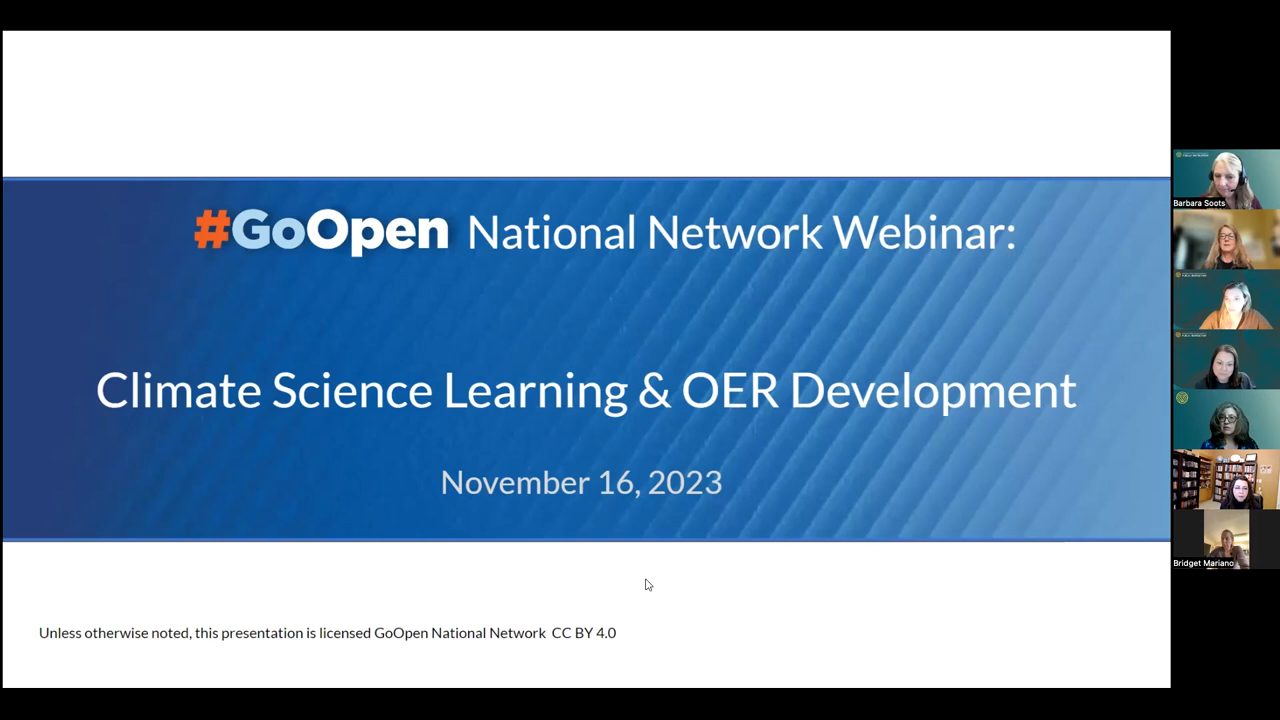 #GoOpen National Network Webinar:
Climate Science Learning & OER Development
November 16, 2023
Unless otherwise noted, this presentation is licensed GoOpen National Network CC BY 4.0
Barbara Soots
Bridget Mariano